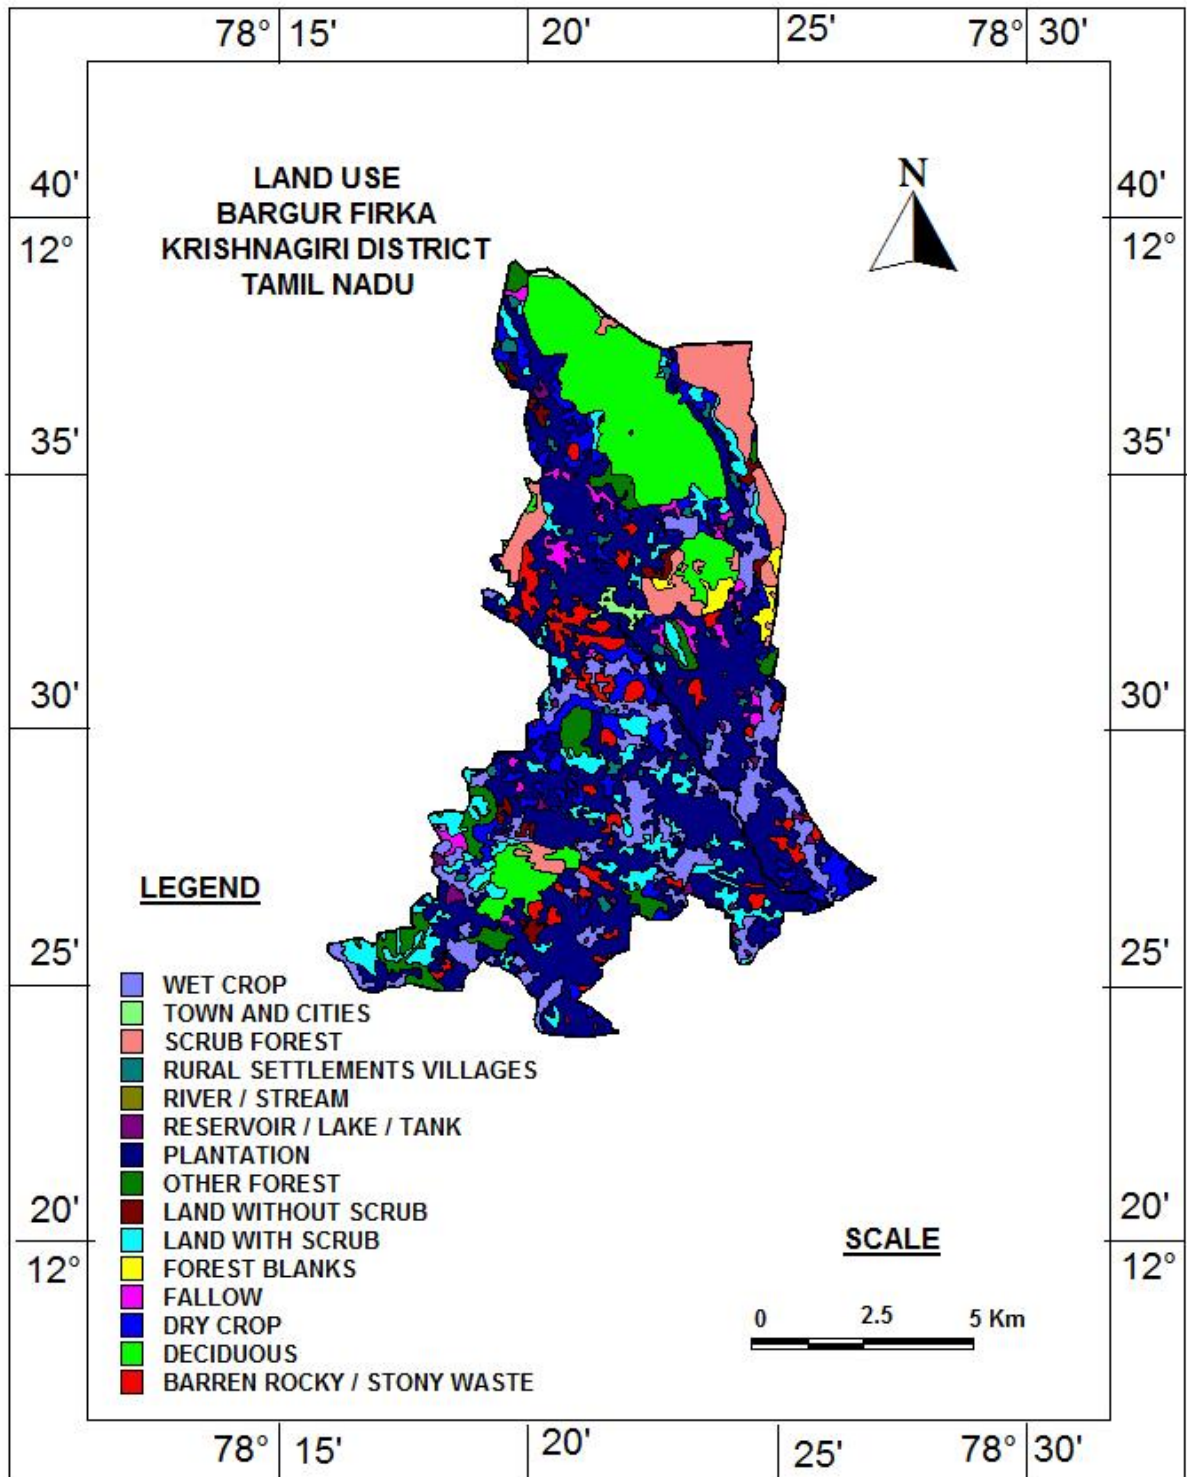 78° 15' 20' 25' 78° 30'
LAND USE
BARGUR FIRKA
KRISHNAGIRI DISTRICT
TAMIL NADU
N
40' 40'
12° 12°
35' 35'
30' 30'
LEGEND
25' 25'
WET CROP
TOWN AND CITIES
SCRUB FOREST
RURAL SETTLEMENTS VILLAGES
RIVER / STREAM
RESERVOIR / LAKE / TANK
PLANTATION
OTHER FOREST
LAND WITHOUT SCRUB
LAND WITH SCRUB
FOREST BLANKS
FALLOW
DRY CROP
DECIDUOUS
BARREN ROCKY / STONY WASTE
20' 20'
12° 12°
SCALE
0 2.5 5 Km
78° 15' 20' 25' 78° 30'